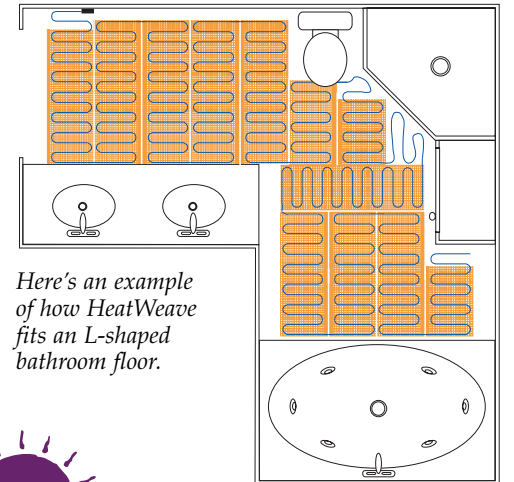 Here's an example
of how HeatWeave
fits an L-shaped
bathroom floor.